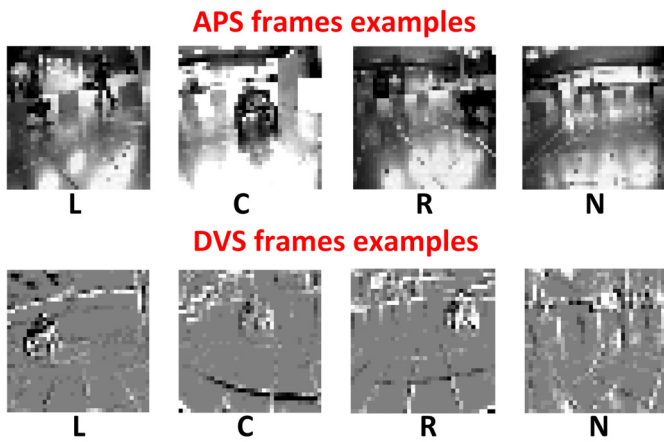 APS frames examples
L C R N
DVS frames examples
L C R N